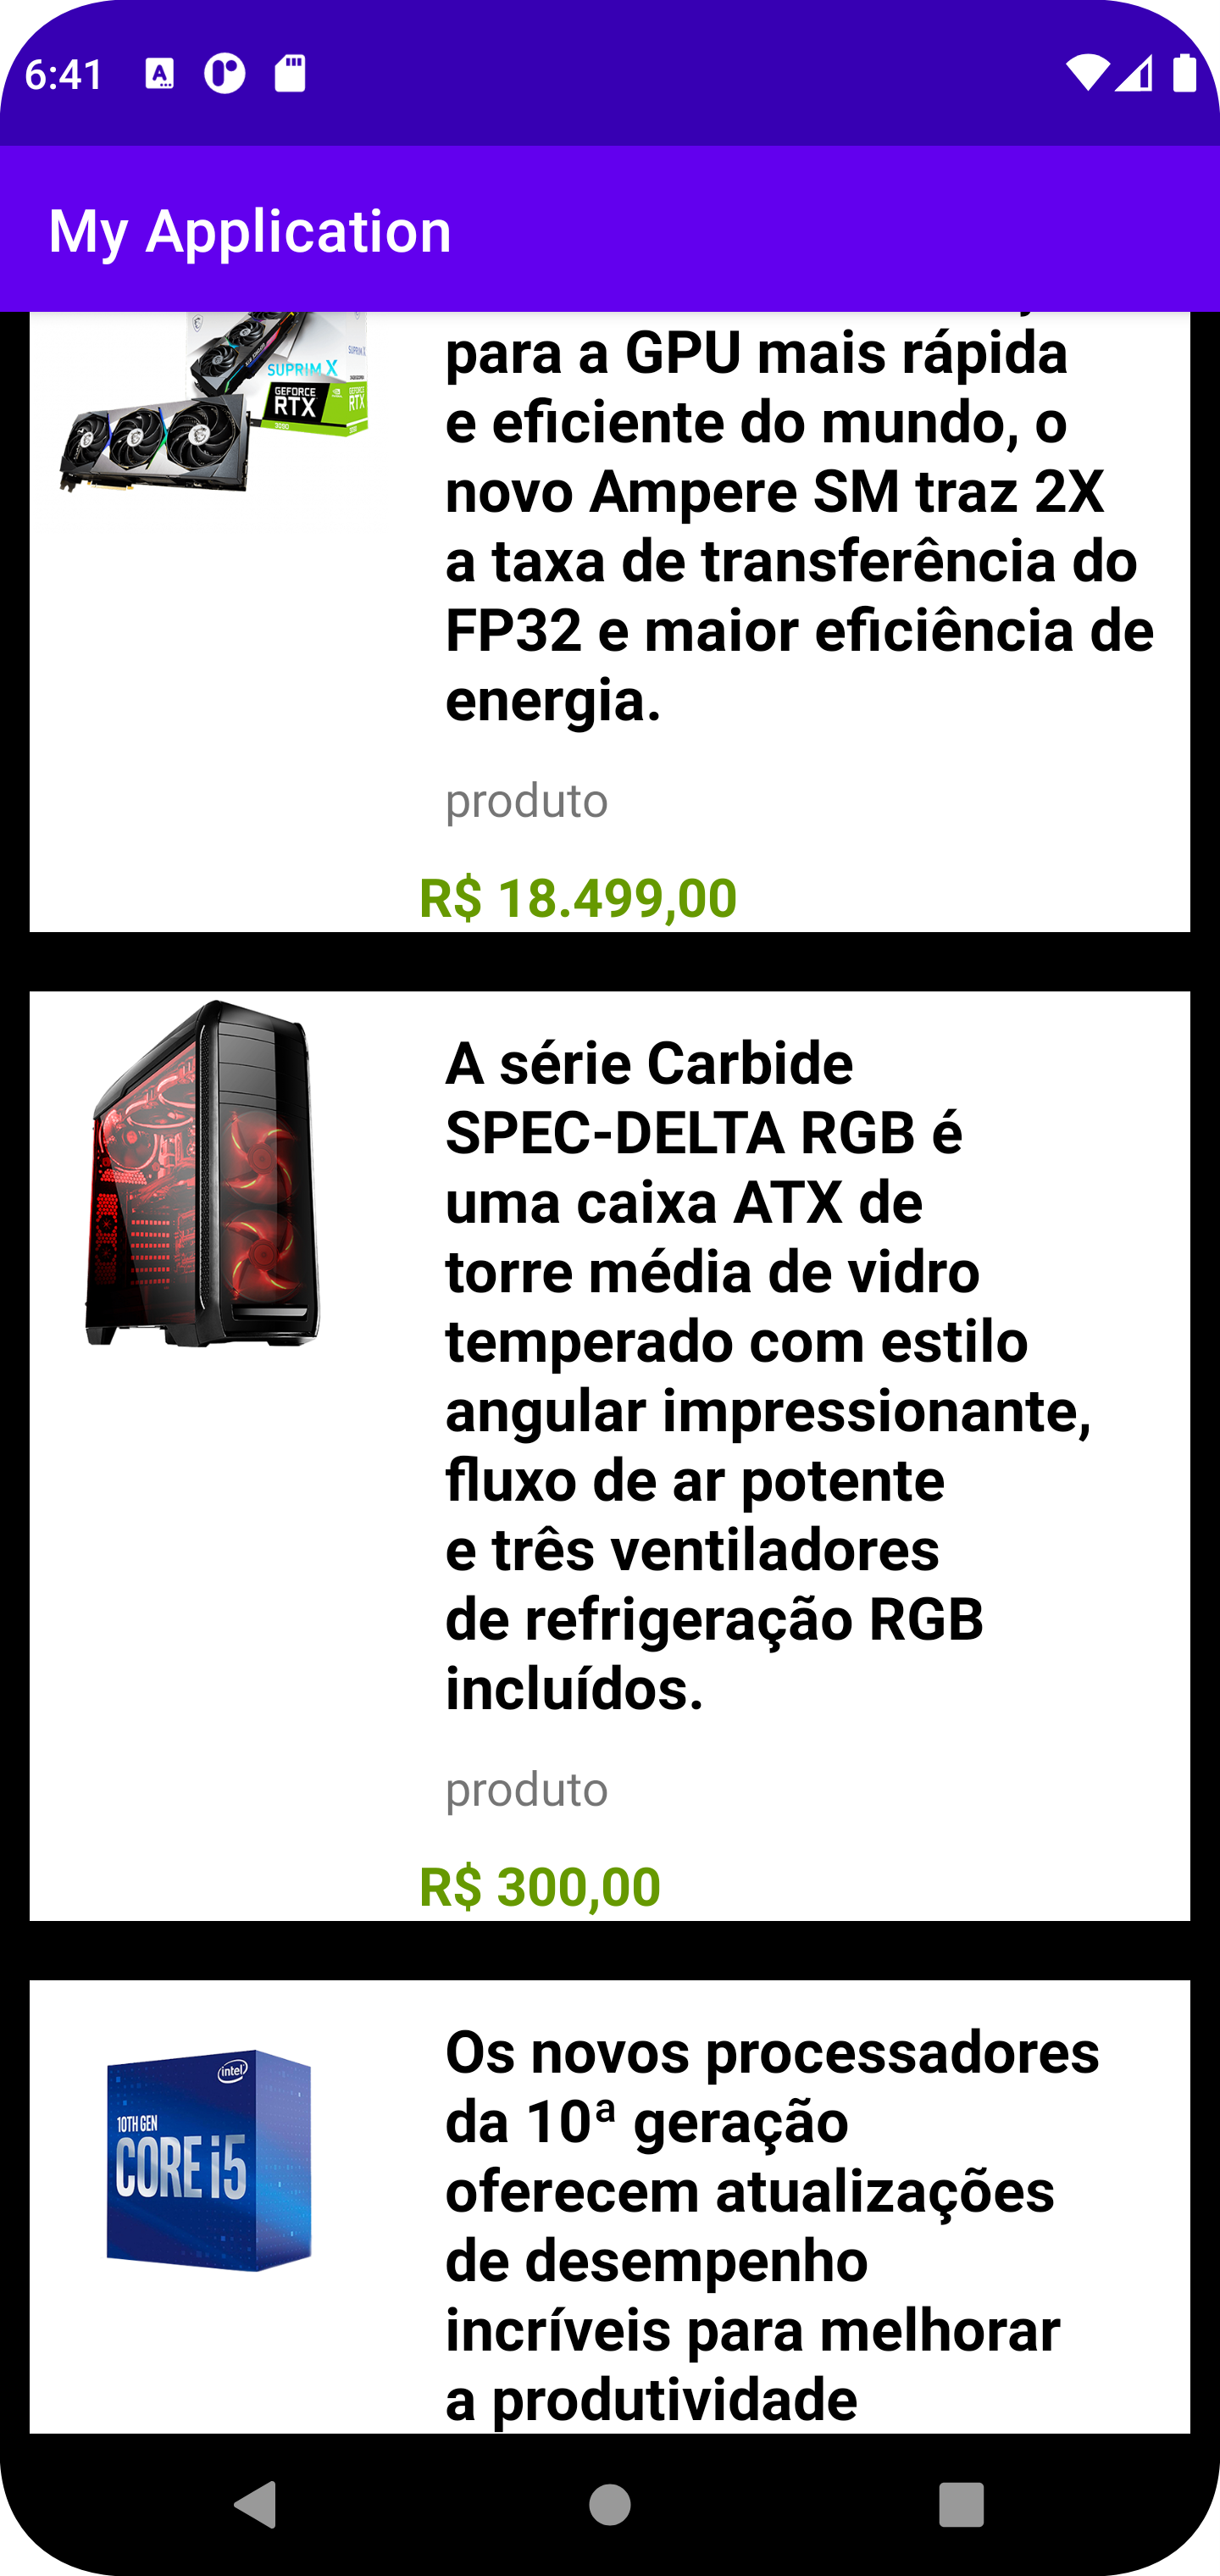 6:41
My Application
SUPRIM X
GEFORCE
RTX
3090
GEFORCE
RTX
para a GPU mais rápida
e eficiente do mundo, o
novo Ampere SM traz 2X
a taxa de transferência do
FP32 e maior eficiência de
energia.
produto
R$ 18.499,00
A série Carbide
SPEC-DELTA RGB é
uma caixa ATX de
torre média de vidro
temperado com estilo
angular impressionante,
fluxo de ar potente
e três ventiladores
de refrigeração RGB
incluídos.
produto
R$ 300,00
intel
10TH GEN
CORE i5
Os novos processadores
da 10ª geração
oferecem atualizações
de desempenho
incríveis para melhorar
a produtividade